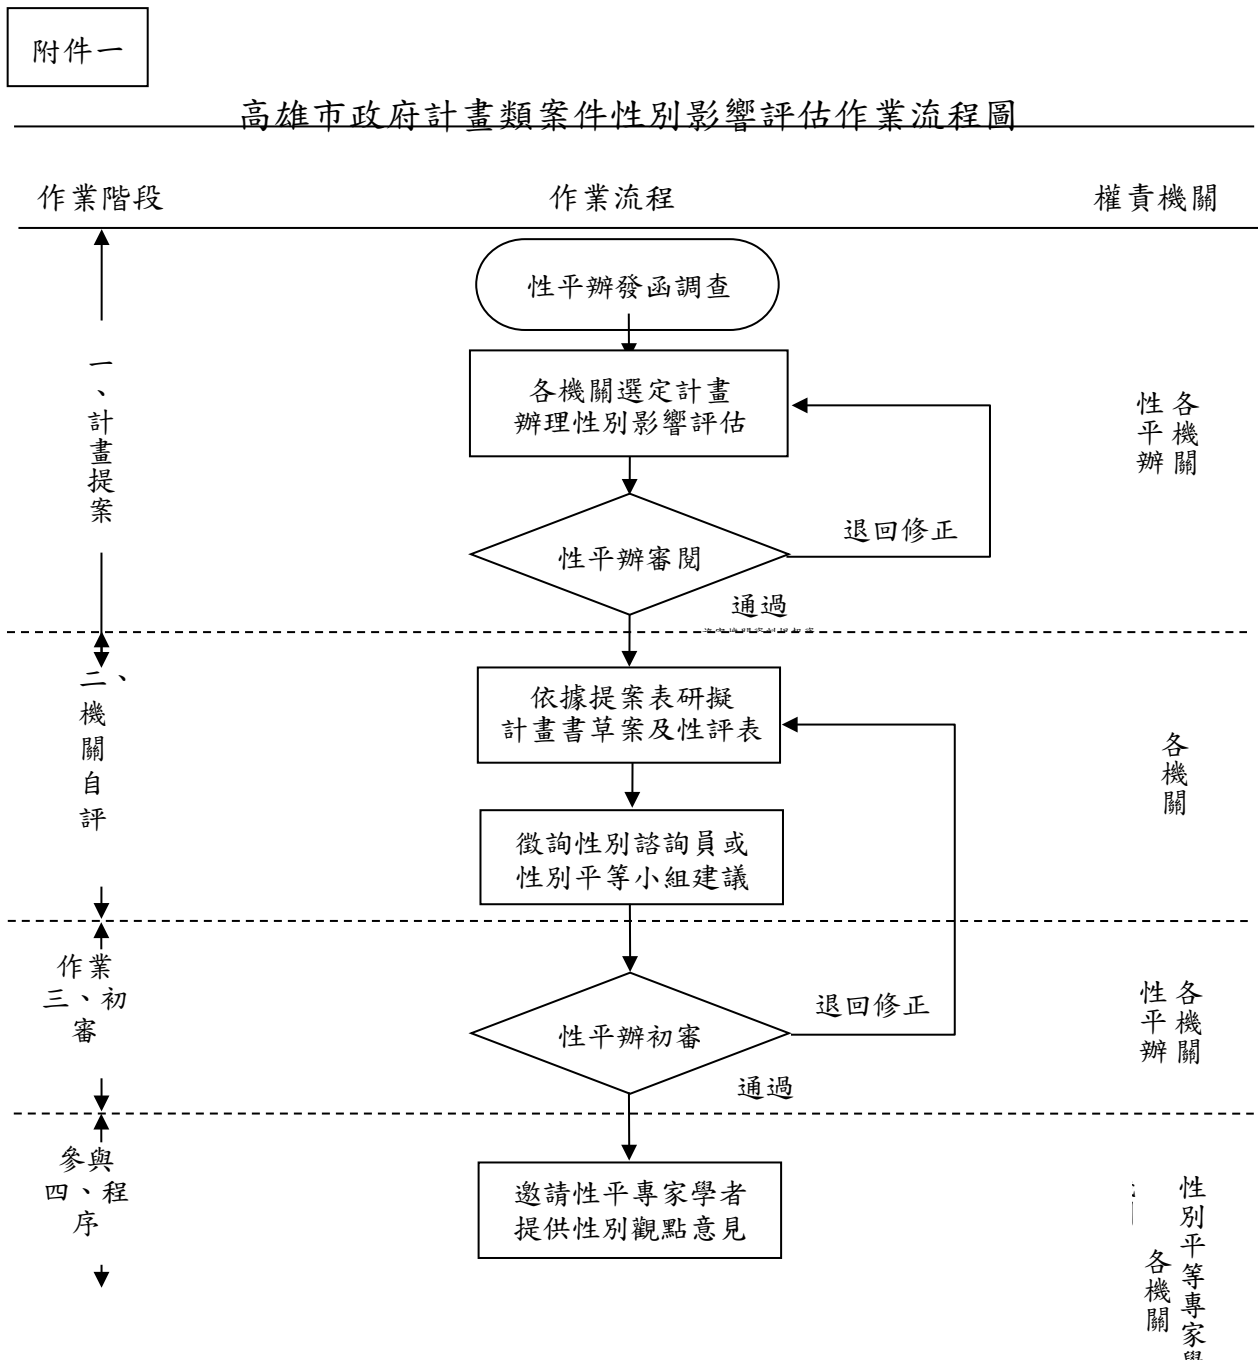 附件一
高雄市政府計畫類案件性別影響評估作業流程圖
作業階段
作業流程
權責機關
性平辦發函調查
一、計畫提案
各機關選定計畫
辦理性別影響評估
各機關
性平辦
退回修正
性平辦審閱
通過
二、
機
關
自
評
依據提案表研擬
計畫書草案及性評表
各機關
徵詢性別諮詢員或
性別平等小組建議
作業
三、初
審
退回修正
性平辦初審
各機關
性平辦
通過
參與
四、程
序
邀請性平專家學者
提供性別觀點意見
性別平等專家
各機關